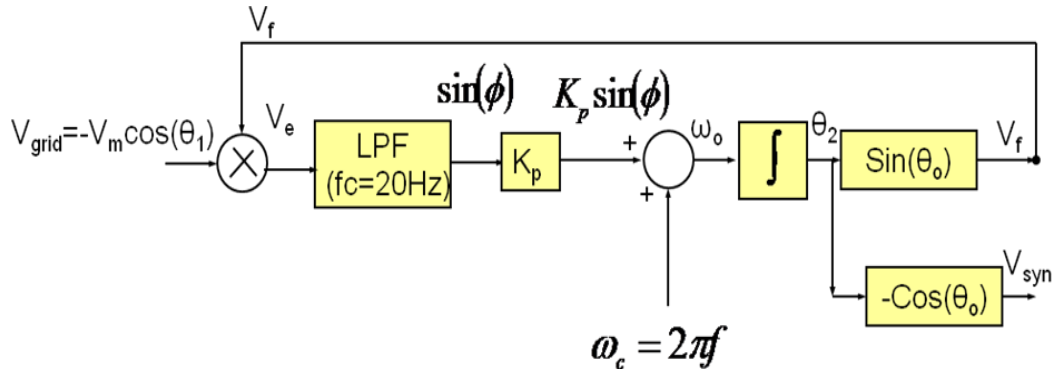 V_f
sin(φ)
K_p sin(φ)
V_grid=-V_m cos(θ_1)
V_e
LPF
(fc=20Hz)
K_p
+
+
ω_o
∫
θ_2
Sin(θ_o)
V_f
-Cos(θ_o)
V_syn
ω_c = 2πf